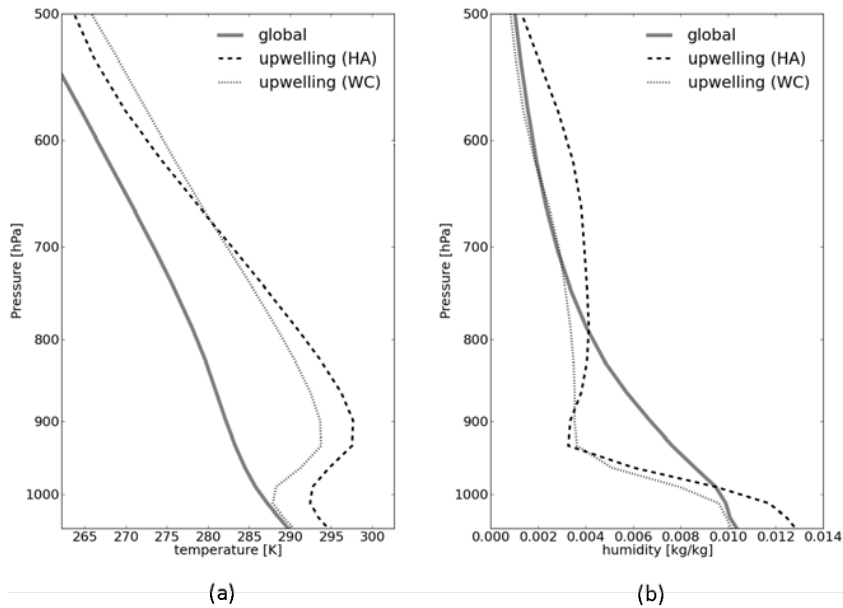 500
600
700
800
900
1000
Pressure [hPa]
global
upwelling (HA)
upwelling (WC)
265 270 275 280 285 290 295 300
temperature [K]
(a)
500
600
700
800
900
1000
Pressure [hPa]
global
upwelling (HA)
upwelling (WC)
0.000 0.002 0.004 0.006 0.008 0.010 0.012 0.014
humidity [kg/kg]
(b)